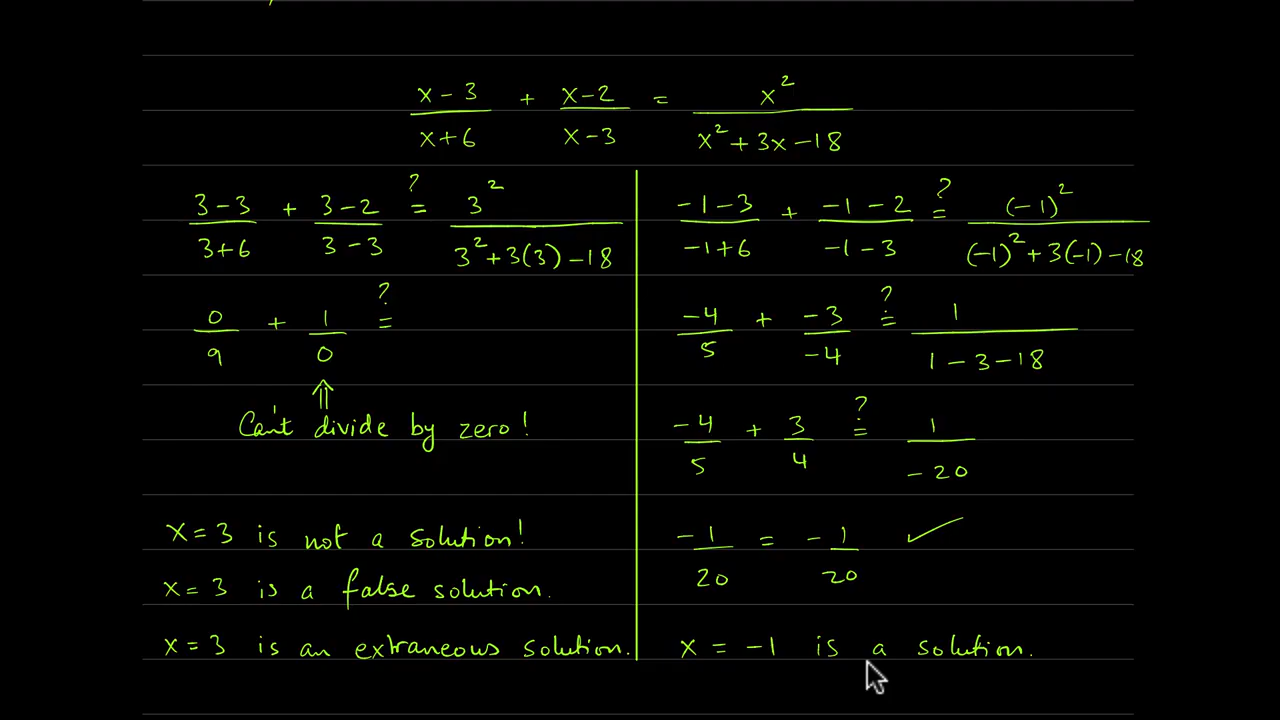 x-3/x+6 + x-2/x-3 = x²/x²+3x-18
3-3/3+6 + 3-2/3-3 ?= 3²/3²+3(3)-18
0/9 + 1/0 ?=
⇑
Can't divide by zero!
x=3 is not a solution!
x=3 is a false solution.
x=3 is an extraneous solution.
-1-3/-1+6 + -1-2/-1-3 ?= (-1)²/(-1)²+3(-1)-18
-4/5 + -3/-4 ?= 1/1-3-18
-4/5 + 3/4 ?= 1/-20
-1/20 = -1/20 ✓
x = -1 is a solution.